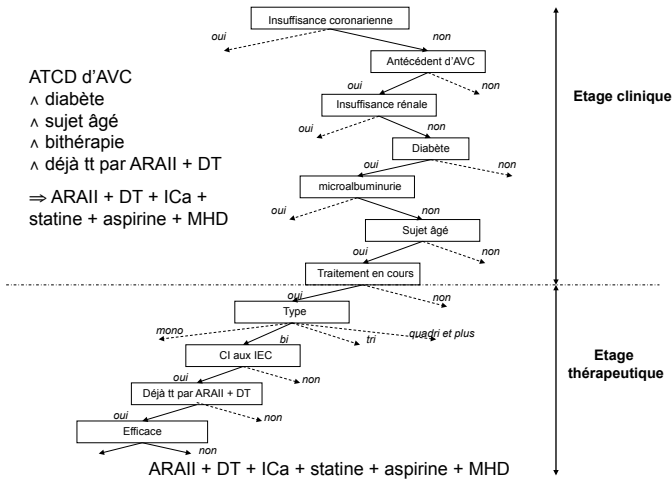 Insuffisance coronarienne
oui
non
Antécédent d'AVC
oui
non
Insuffisance rénale
oui
non
Diabète
oui
non
microalbuminurie
oui
non
Sujet âgé
oui
non
Traitement en cours
oui
non
Type
mono
bi
tri
quadri et plus
CI aux IEC
oui
non
Déjà tt par ARAII + DT
oui
non
Efficace
oui
non
ARAII + DT + ICa + statine + aspirine + MHD
ATCD d'AVC
∧ diabète
∧ sujet âgé
∧ bithérapie
∧ déjà tt par ARAII + DT
⇒ ARAII + DT + ICa +
statine + aspirine + MHD
Etage clinique
Etage
thérapeutique